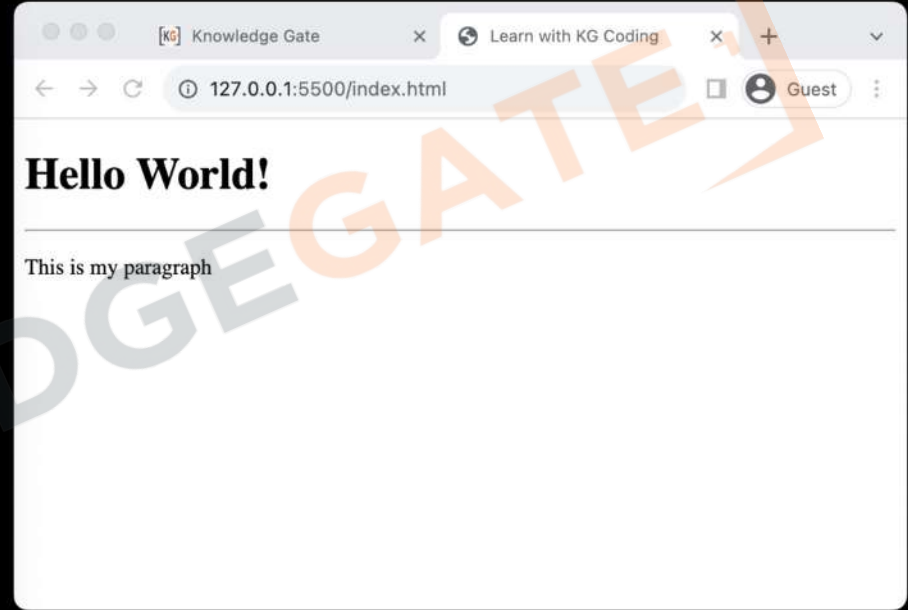 [KG] Knowledge Gate
Learn with KG Coding
127.0.0.1:5500/index.html
Guest
Hello World!
This is my paragraph
DGEGATE]